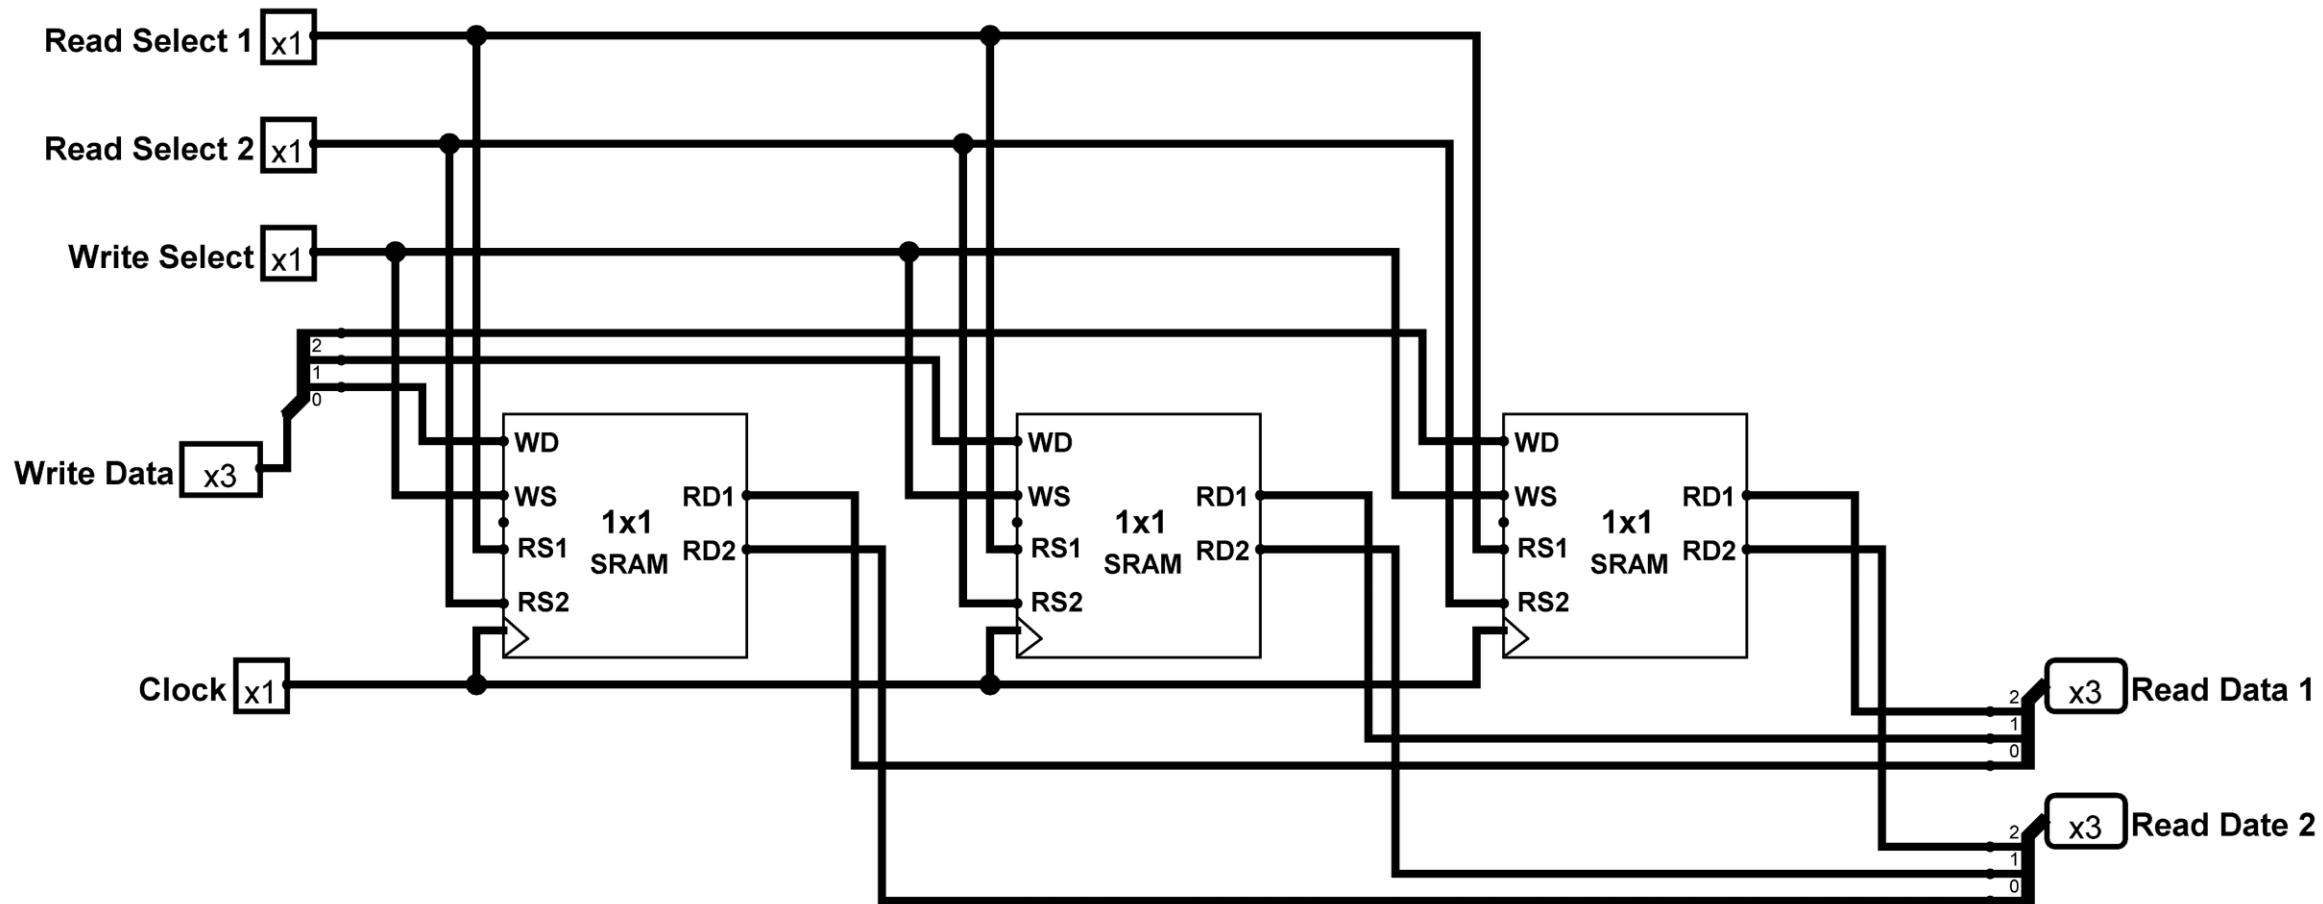 Read Select 1 x1
Read Select 2 x1
Write Select x1
2
1
0
Write Data x3
WD
WS
RS1
RS2
1x1
SRAM
RD1
RD2
WD
WS
RS1
RS2
1x1
SRAM
RD1
RD2
WD
WS
RS1
RS2
1x1
SRAM
RD1
RD2
Clock x1
2
1
0
x3 Read Data 1
2
1
0
x3 Read Date 2